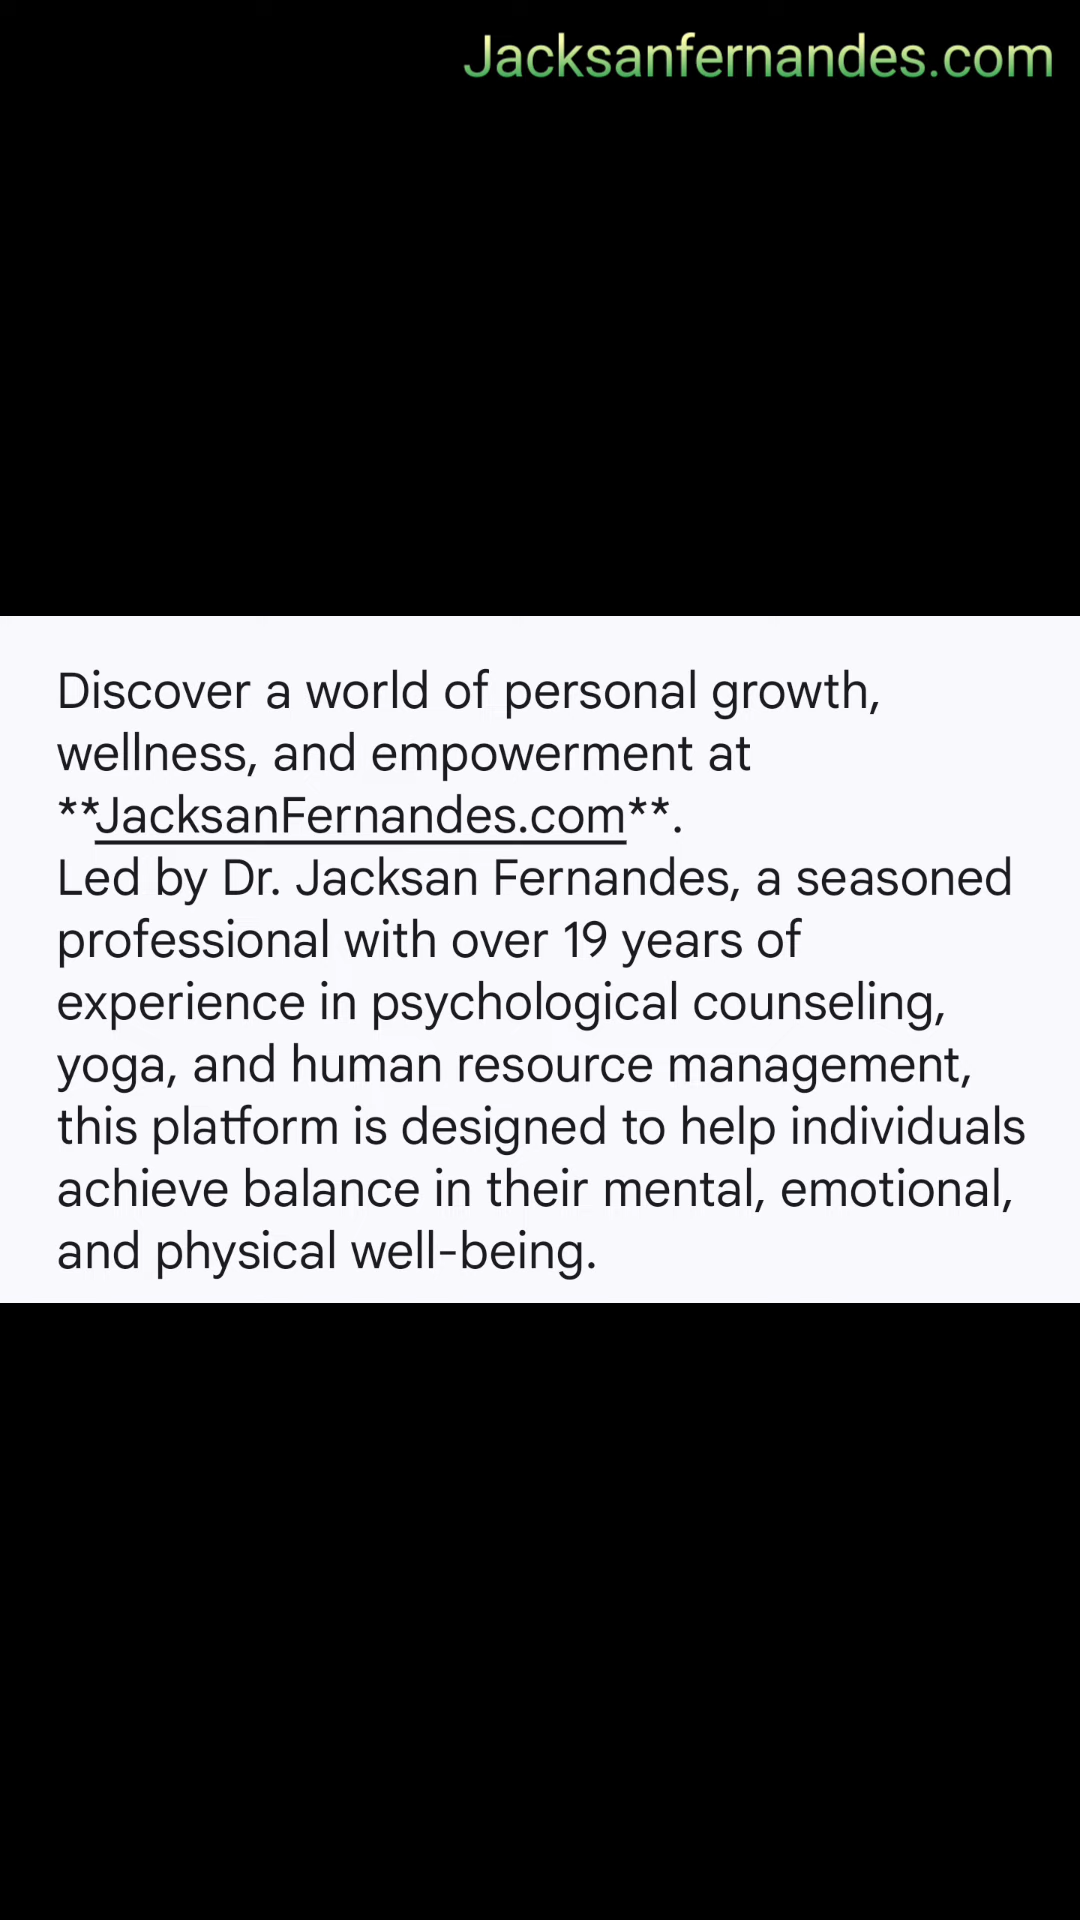 Jacksanfernandes.com
Discover a world of personal growth,
wellness, and empowerment at
**JacksanFernandes.com**.
Led by Dr. Jacksan Fernandes, a seasoned
professional with over 19 years of
experience in psychological counseling,
yoga, and human resource management,
this platform is designed to help individuals
achieve balance in their mental, emotional,
and physical well-being.